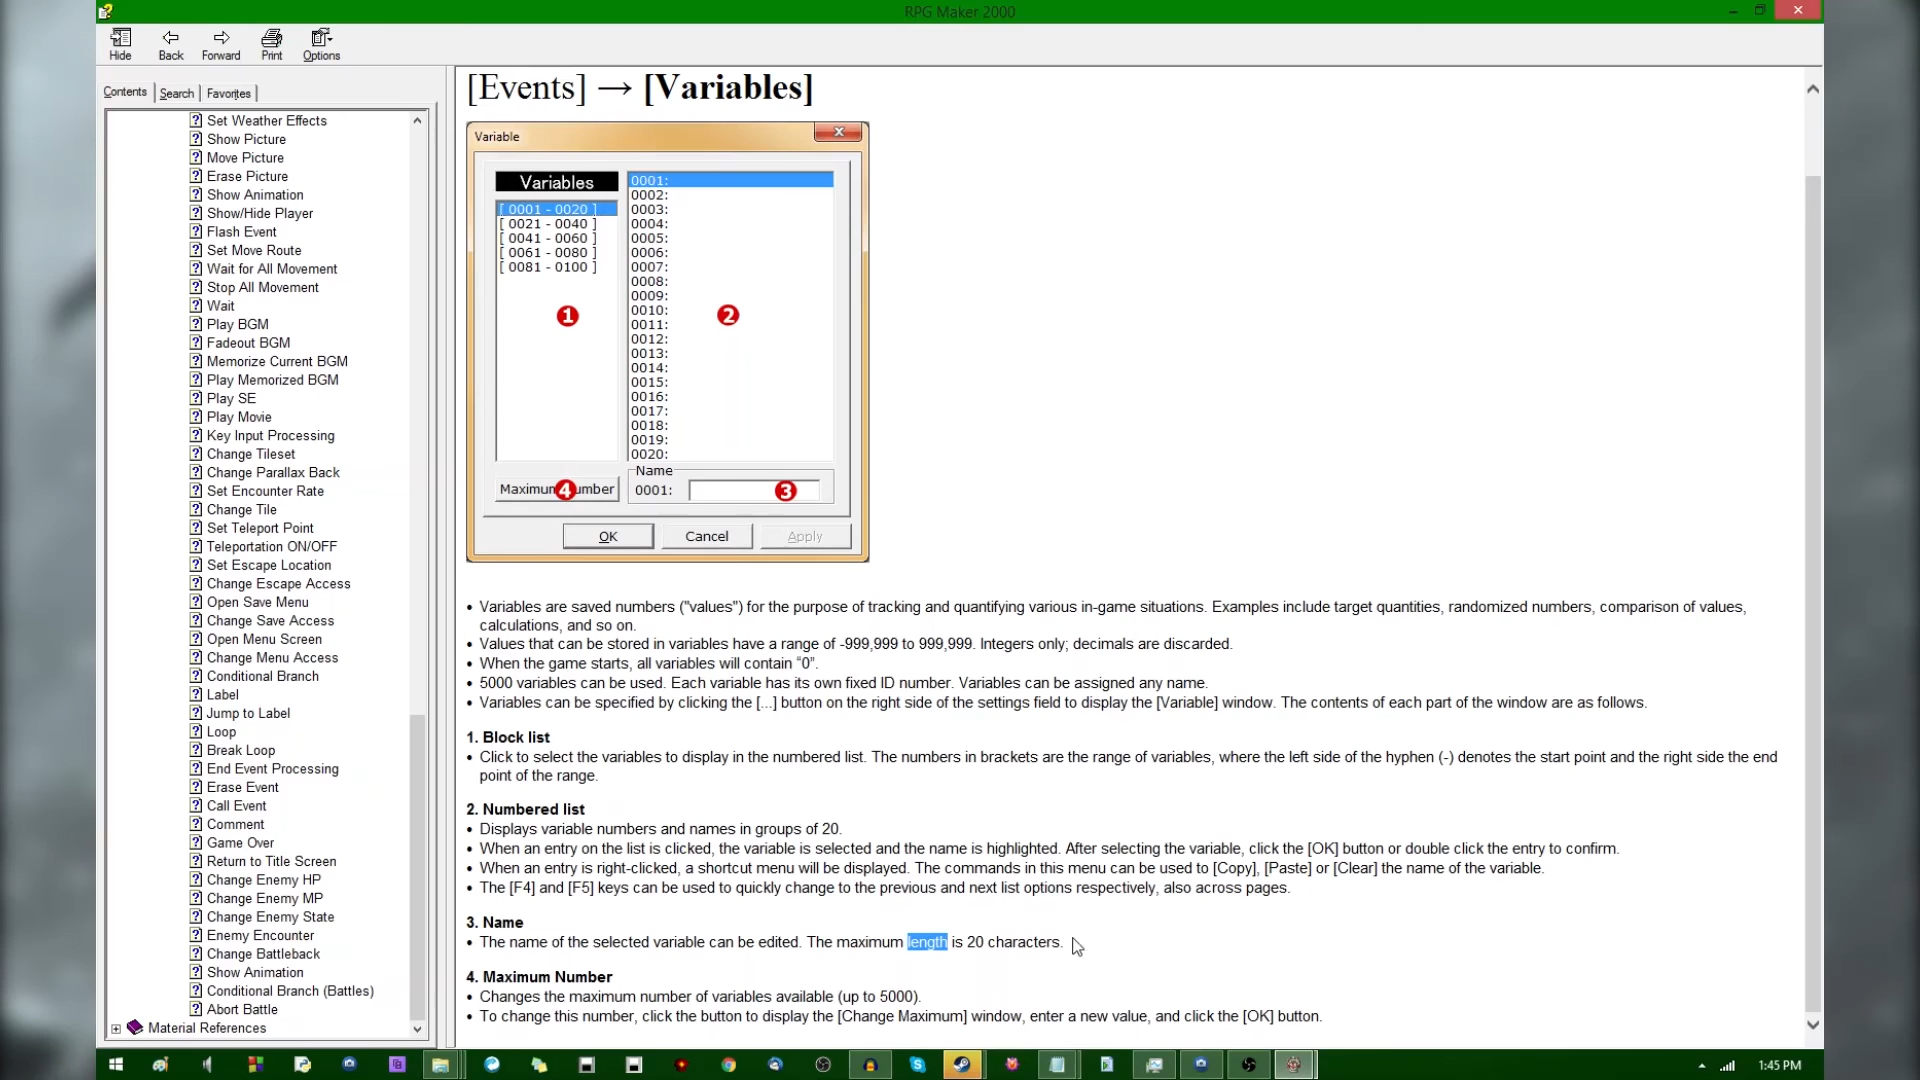 RPG Maker 2000
Hide Back Forward Print Options
Contents Search Favorites
Set Weather Effects
Show Picture
Move Picture
Erase Picture
Show Animation
Show/Hide Player
Flash Event
Set Move Route
Wait for All Movement
Stop All Movement
Wait
Play BGM
Fadeout BGM
Memorize Current BGM
Play Memorized BGM
Play SE
Play Movie
Key Input Processing
Change Tileset
Change Parallax Back
Set Encounter Rate
Change Tile
Set Teleport Point
Teleportation ON/OFF
Set Escape Location
Change Escape Access
Open Save Menu
Change Save Access
Open Menu Screen
Change Menu Access
Conditional Branch
Label
Jump to Label
Loop
Break Loop
End Event Processing
Erase Event
Call Event
Comment
Game Over
Return to Title Screen
Change Enemy HP
Change Enemy MP
Change Enemy State
Enemy Encounter
Change Battleback
Show Animation
Conditional Branch (Battles)
Abort Battle
Material References
[Events] → [Variables]
Variable
Variables
[ 0001 - 0020 ]
[ 0021 - 0040 ]
[ 0041 - 0060 ]
[ 0061 - 0080 ]
[ 0081 - 0100 ]
1
0001:
0002:
0003:
0004:
0005:
0006:
0007:
0008:
0009:
0010:
0011:
0012:
0013:
0014:
0015:
0016:
0017:
0018:
0019:
0020:
2
Name
Maximum 4 umber 0001: 3
OK Cancel Apply
• Variables are saved numbers ("values") for the purpose of tracking and quantifying various in-game situations. Examples include target quantities, randomized numbers, comparison of values,
calculations, and so on.
• Values that can be stored in variables have a range of -999,999 to 999,999. Integers only; decimals are discarded.
• When the game starts, all variables will contain “0”.
• 5000 variables can be used. Each variable has its own fixed ID number. Variables can be assigned any name.
• Variables can be specified by clicking the [...] button on the right side of the settings field to display the [Variable] window. The contents of each part of the window are as follows.
1. Block list
• Click to select the variables to display in the numbered list. The numbers in brackets are the range of variables, where the left side of the hyphen (-) denotes the start point and the right side the end
point of the range.
2. Numbered list
• Displays variable numbers and names in groups of 20.
• When an entry on the list is clicked, the variable is selected and the name is highlighted. After selecting the variable, click the [OK] button or double click the entry to confirm.
• When an entry is right-clicked, a shortcut menu will be displayed. The commands in this menu can be used to [Copy], [Paste] or [Clear] the name of the variable.
• The [F4] and [F5] keys can be used to quickly change to the previous and next list options respectively, also across pages.
3. Name
• The name of the selected variable can be edited. The maximum length is 20 characters.
4. Maximum Number
• Changes the maximum number of variables available (up to 5000).
• To change this number, click the button to display the [Change Maximum] window, enter a new value, and click the [OK] button.
1:45 PM